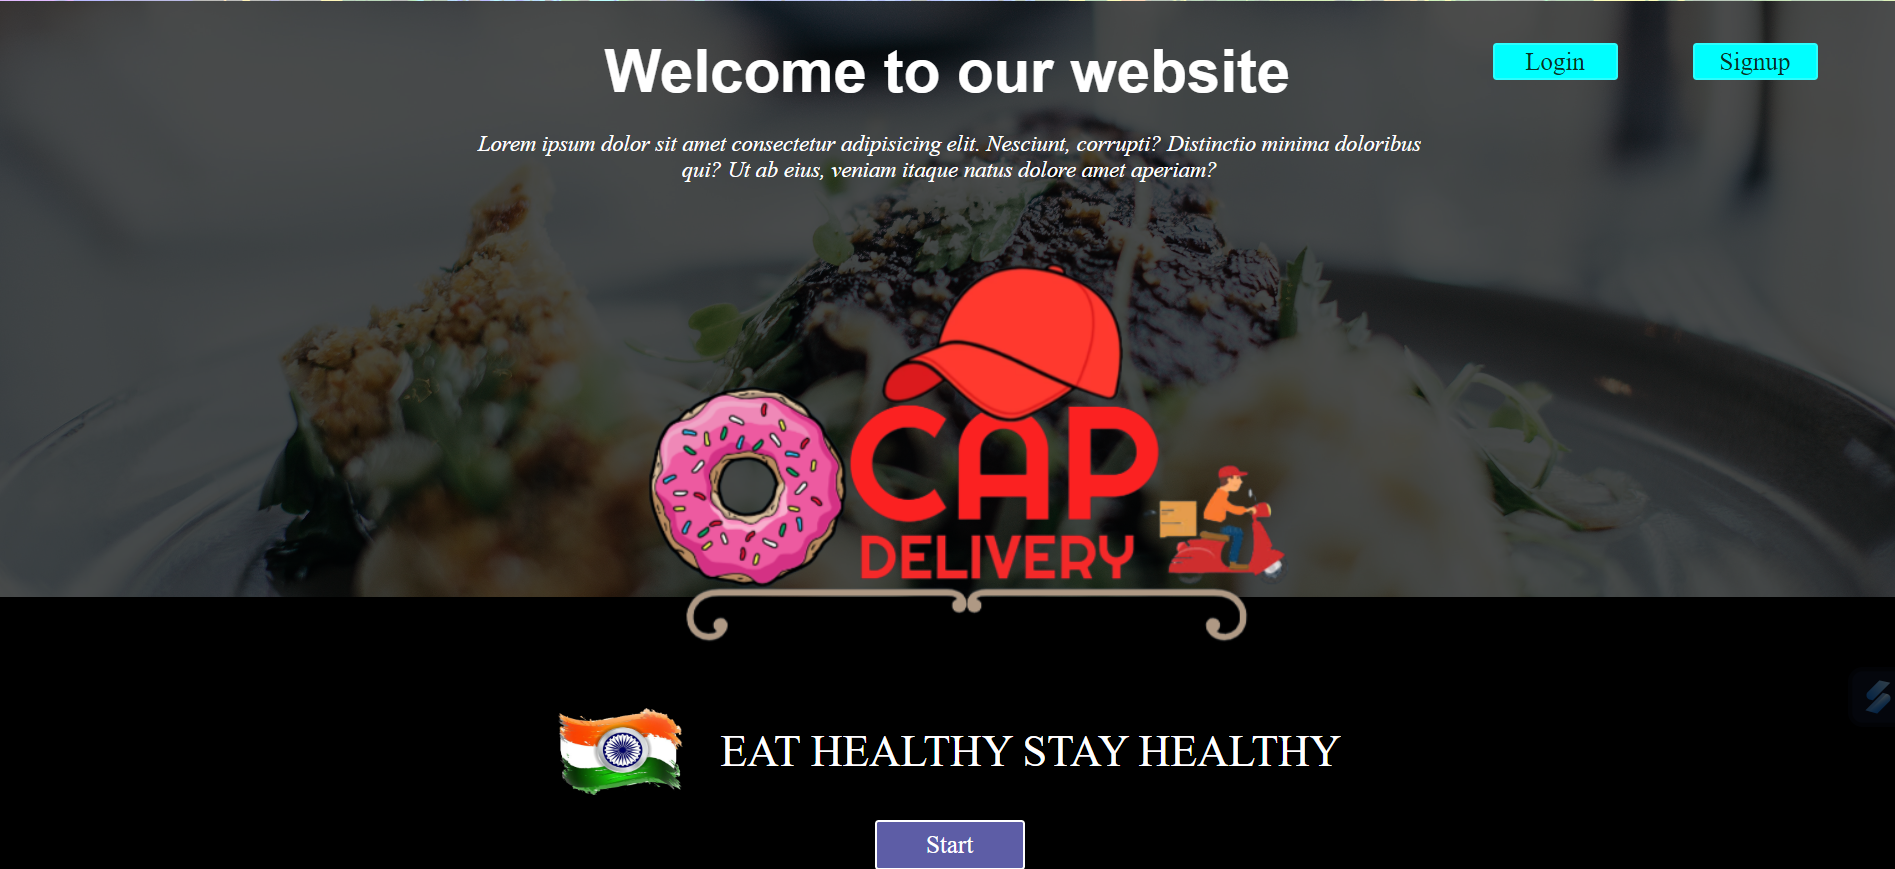 Welcome to our website
Login
Signup
Lorem ipsum dolor sit amet consectetur adipisicing elit. Nesciunt, corrupti? Distinctio minima doloribus
qui? Ut ab eius, veniam itaque natus dolore amet aperiam?
CAP
DELIVERY
EAT HEALTHY STAY HEALTHY
Start